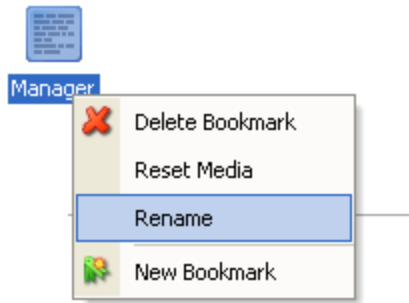 Manager
Delete Bookmark
Reset Media
Rename
New Bookmark